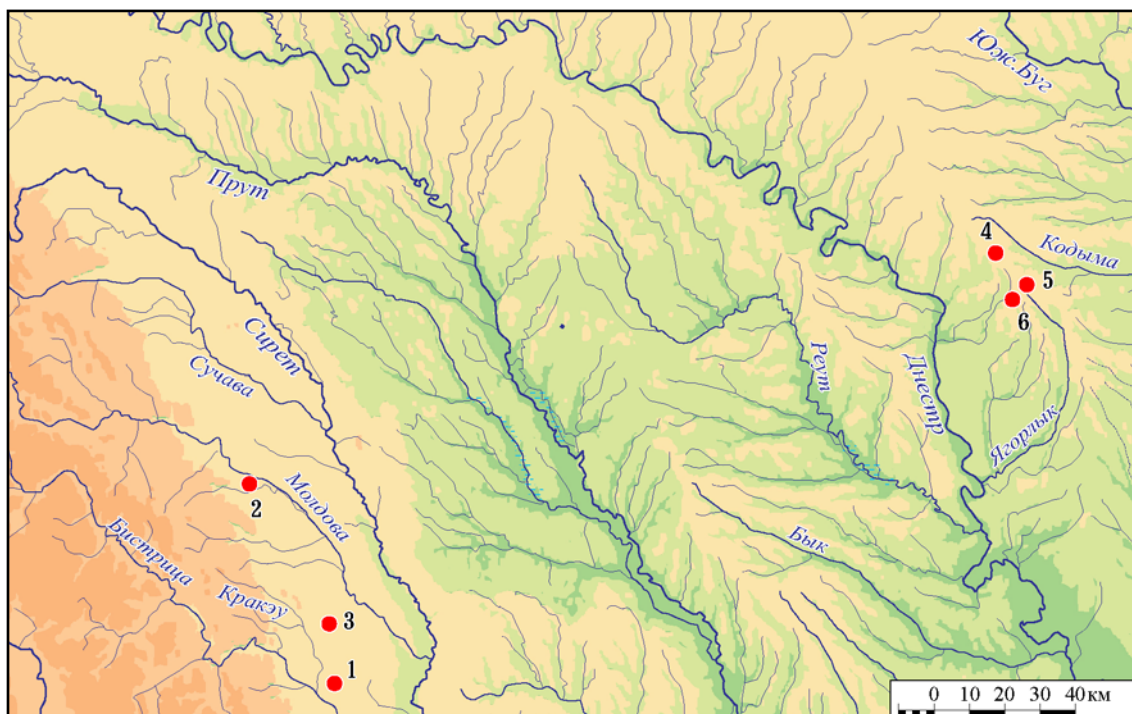 Юж.Буг
Прут
4
Кодыма
5
6
Сирет
Сучава
Реут
Днестр
Ягорлык
2
Молдова
Бистрица
Бык
Кракэу
3
1
0 10 20 30 40 км